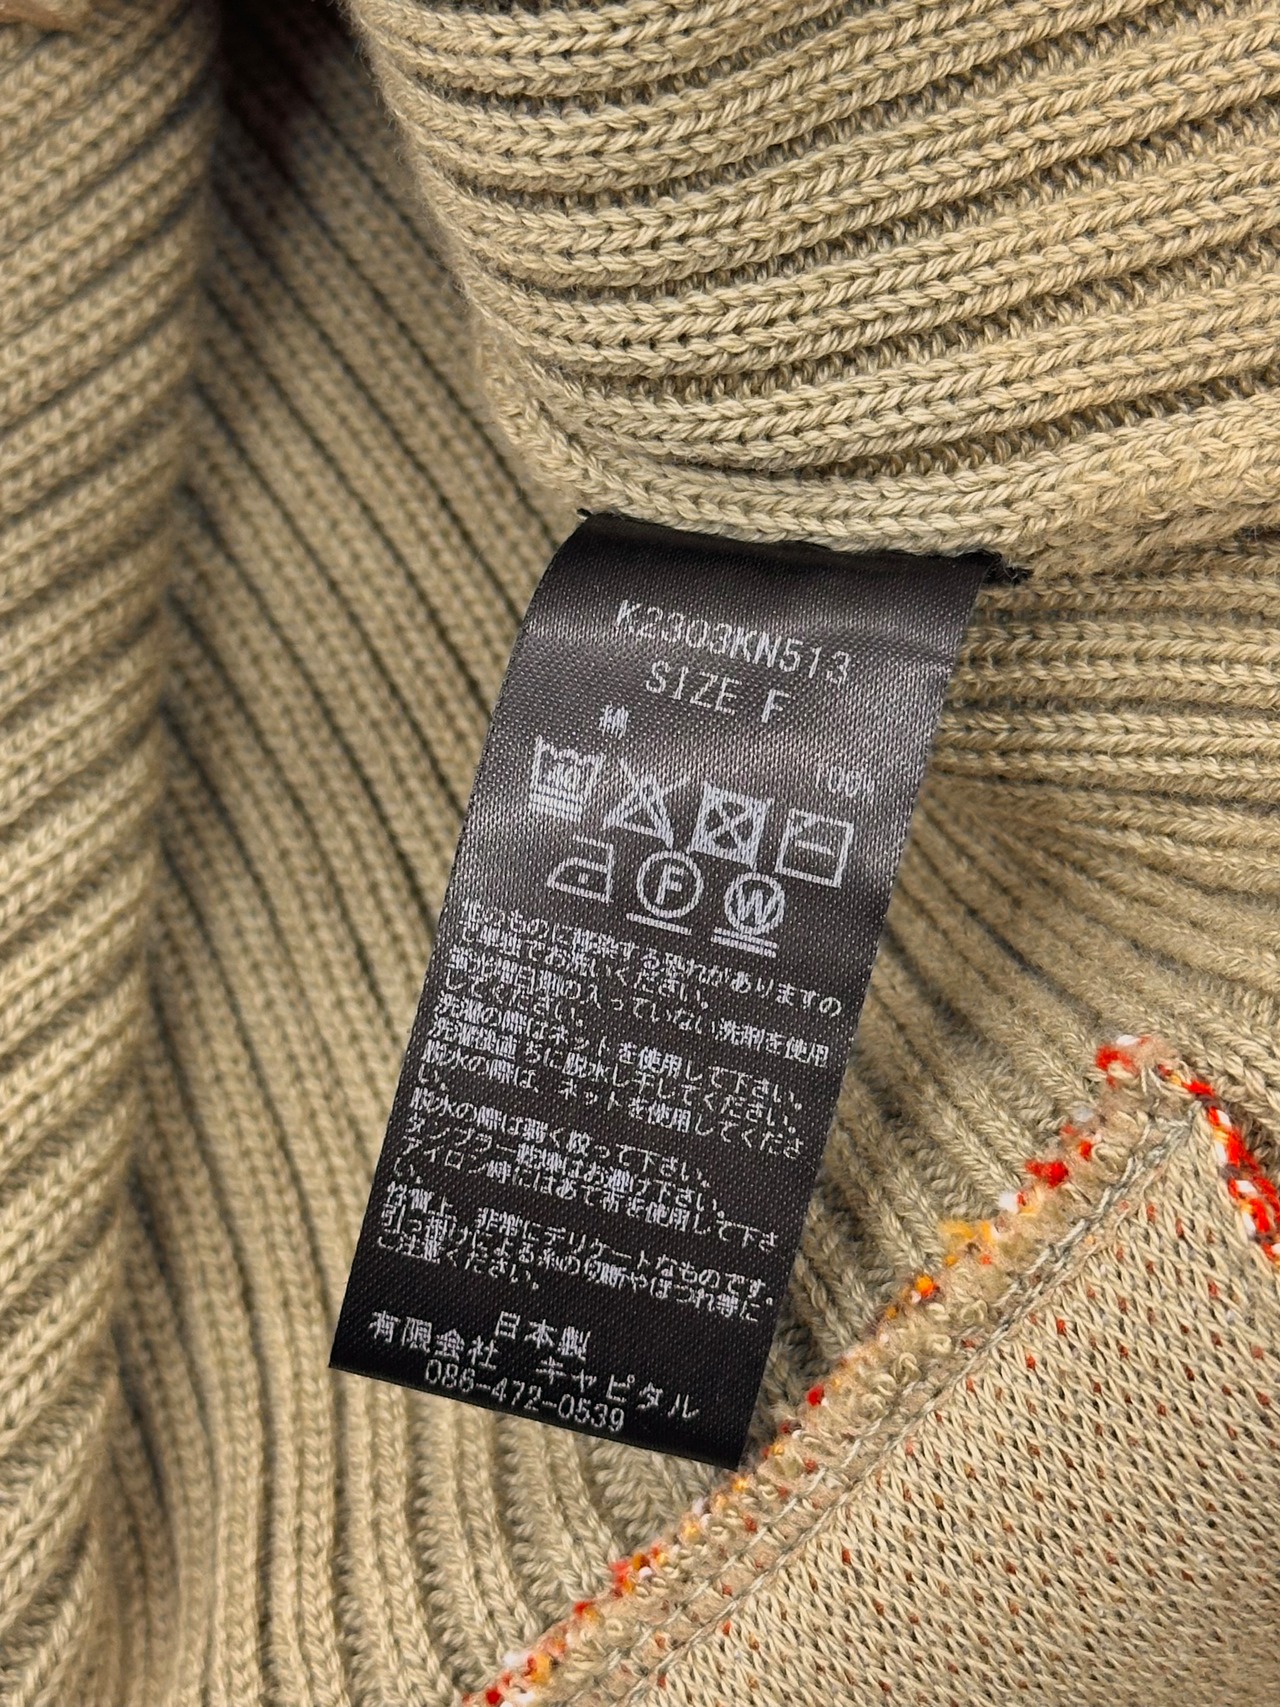 K2303KN513
SIZE F
綿
100%
40
F
W
他のものに移染する恐れがありますの
で単独でお洗いください。
蛍光増白剤の入っていない洗剤を使用
してください。
洗濯の際はネットを使用して下さい。
洗濯後直ちに脱水し干してください。
脱水の際は、ネットを使用してくださ
い。
脱水の際は弱く絞って下さい。
タンブラー乾燥はお避け下さい。
アイロン時にはあて布を使用して下さ
い。
性質上、非常にデリケートなものです。
引っ掛けによる糸の切断やほつれ等に
ご注意ください。
日本製
有限会社 キャピタル
086-472-0539